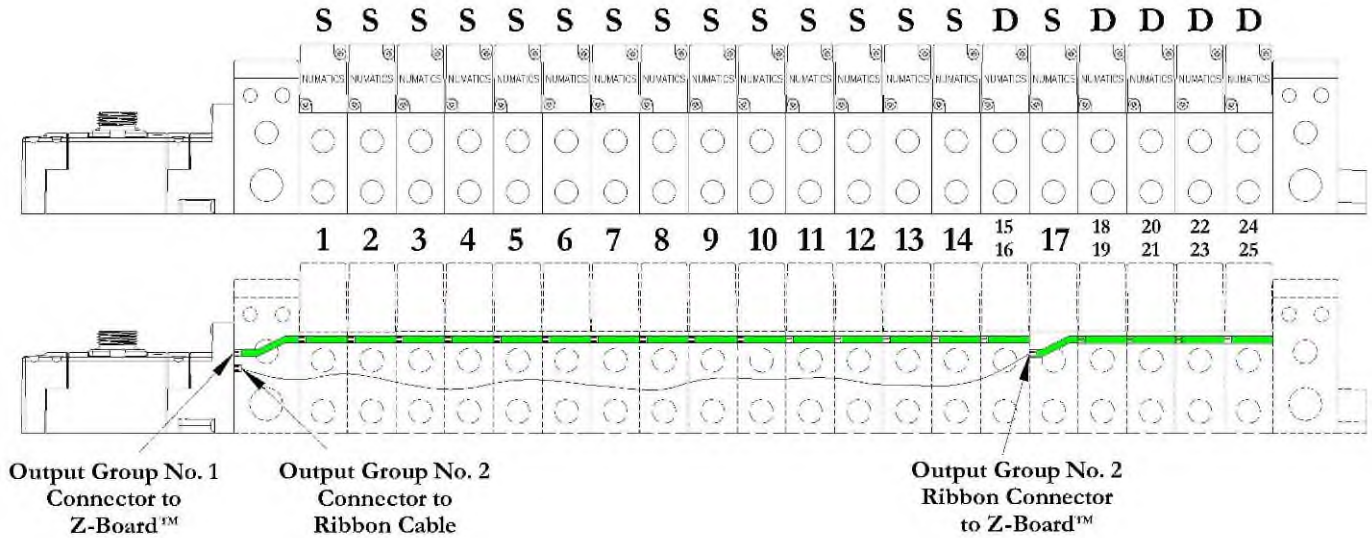 S S S S S S S S S S S S S S D S D D D D
NUMATICS NUMATICS NUMATICS NUMATICS NUMATICS NUMATICS NUMATICS NUMATICS NUMATICS NUMATICS NUMATICS NUMATICS NUMATICS NUMATICS NUMATICS NUMATICS NUMATICS NUMATICS NUMATICS NUMATICS
1 2 3 4 5 6 7 8 9 10 11 12 13 14 15 17 18 20 22 24
16 19 21 23 25
Output Group No. 1
Connector to
Z-Board™
Output Group No. 2
Connector to
Ribbon Cable
Output Group No. 2
Ribbon Connector
to Z-Board™